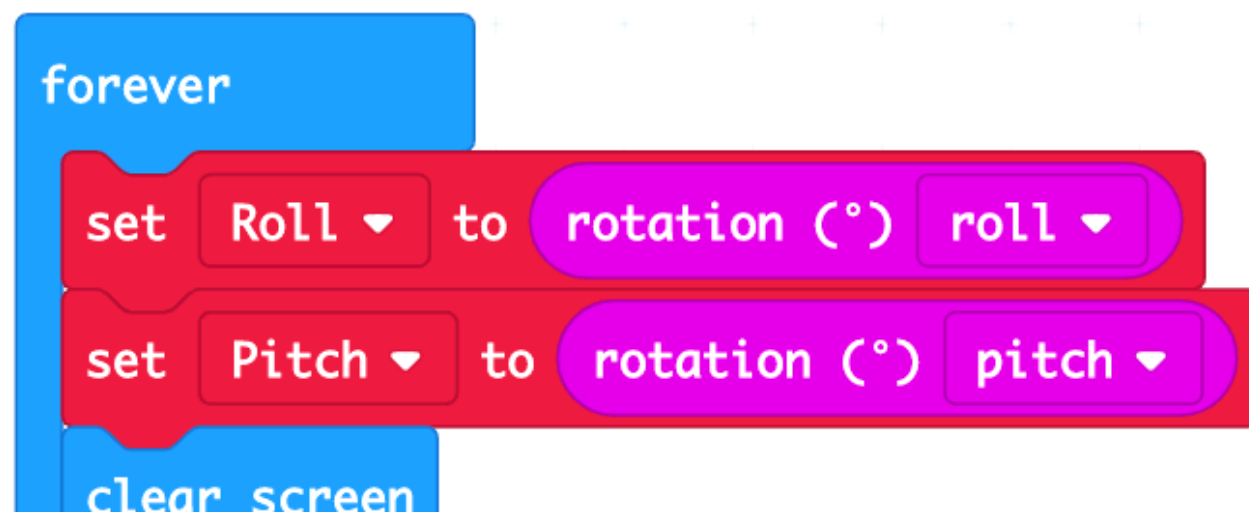 forever
set Roll to rotation (°) roll
set Pitch to rotation (°) pitch
clear screen